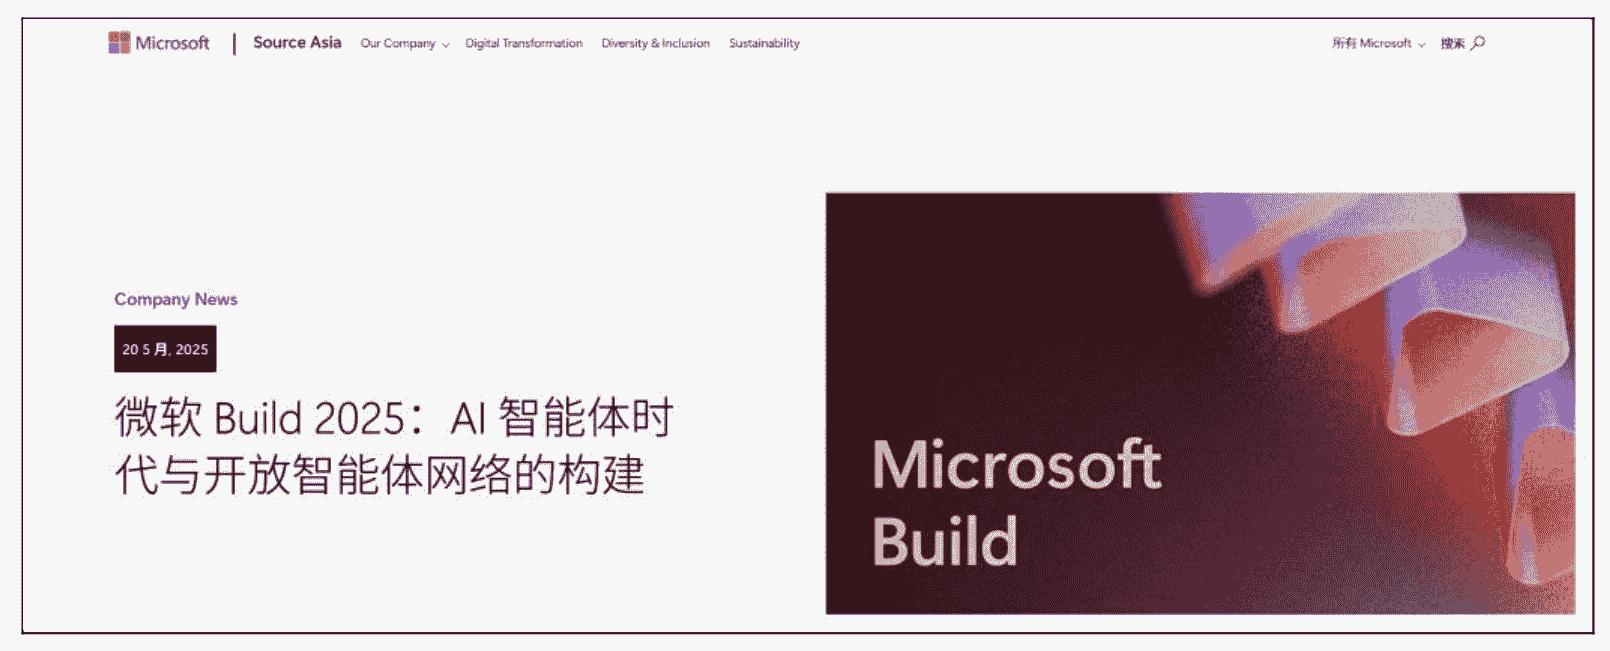 Microsoft | Source Asia Our Company Digital Transformation Diversity & Inclusion Sustainability 所有 Microsoft 搜索
Company News
20 5 月, 2025
微软 Build 2025：AI 智能体时
代与开放智能体网络的构建
Microsoft
Build